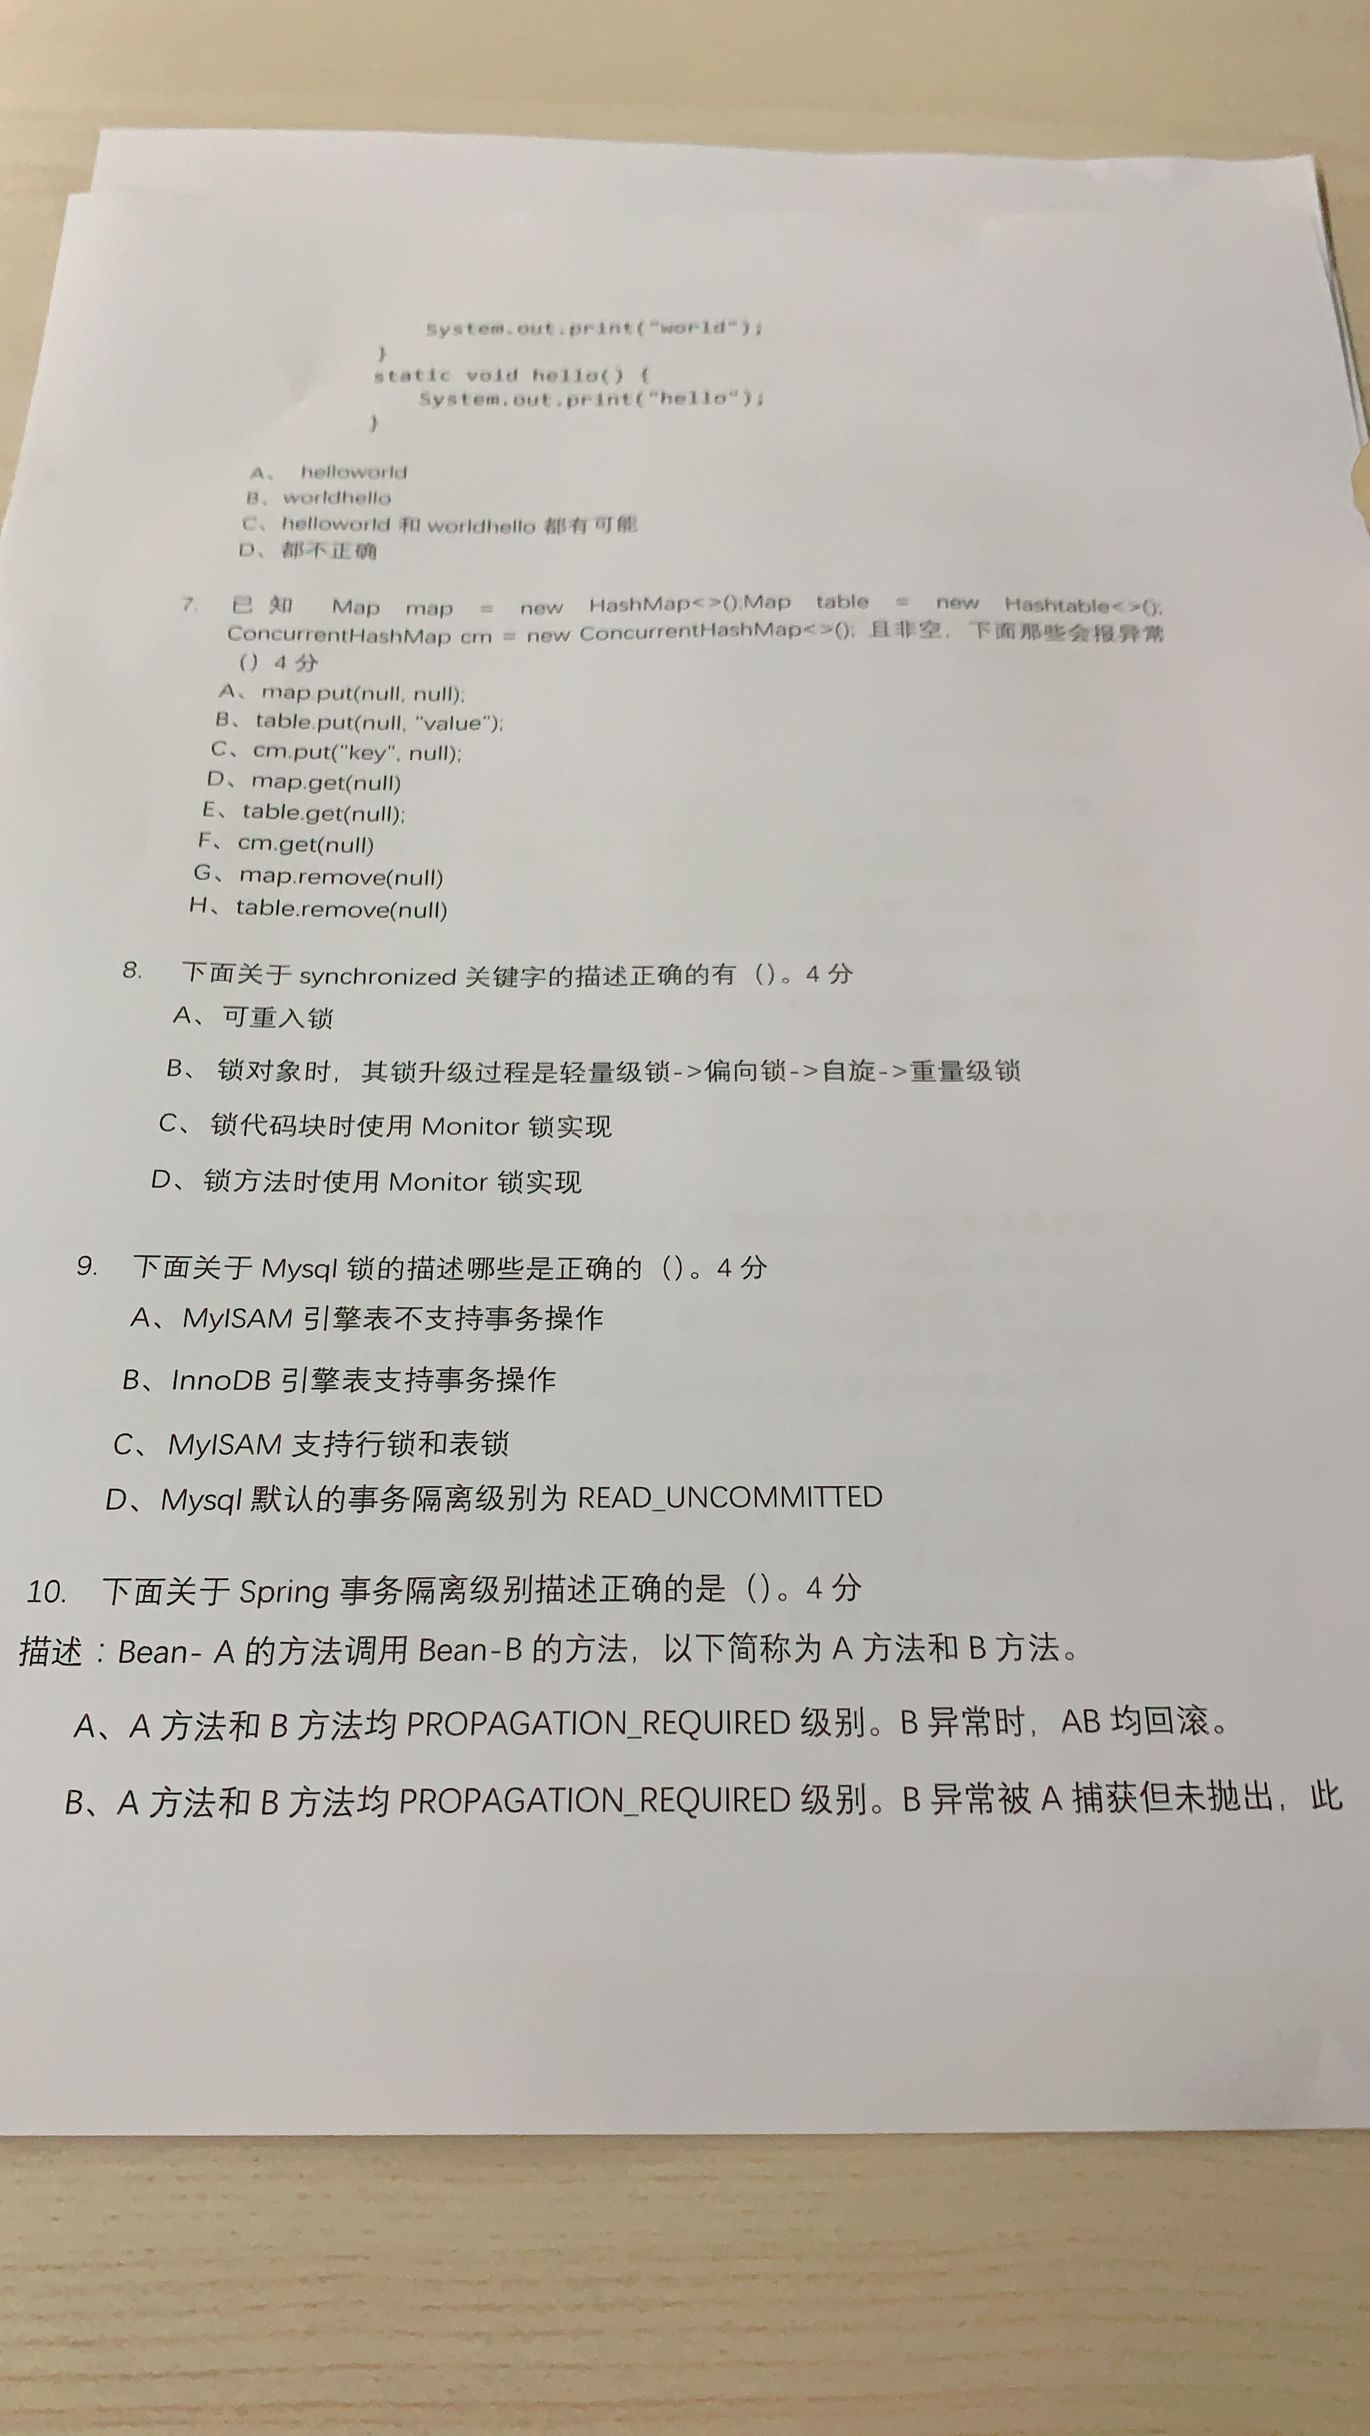 System.out.print("world");
}
static void hello() {
System.out.print("hello");
}
A、 helloworld
B、worldhello
C、helloworld 和 worldhello 都有可能
D、都不正确
7. 已知 Map map = new HashMap<>();Map table = new Hashtable<>();
ConcurrentHashMap cm = new ConcurrentHashMap<>(); 且非空，下面那些会报异常
（）4 分
A、map.put(null, null);
B、table.put(null, "value");
C、cm.put("key", null);
D、map.get(null)
E、table.get(null);
F、cm.get(null)
G、map.remove(null)
H、table.remove(null)
8. 下面关于 synchronized 关键字的描述正确的有（）。4 分
A、可重入锁
B、锁对象时，其锁升级过程是轻量级锁->偏向锁->自旋->重量级锁
C、锁代码块时使用 Monitor 锁实现
D、锁方法时使用 Monitor 锁实现
9. 下面关于 Mysql 锁的描述哪些是正确的（）。4 分
A、MyISAM 引擎表不支持事务操作
B、InnoDB 引擎表支持事务操作
C、MyISAM 支持行锁和表锁
D、Mysql 默认的事务隔离级别为 READ_UNCOMMITTED
10. 下面关于 Spring 事务隔离级别描述正确的是（）。4 分
描述：Bean- A 的方法调用 Bean-B 的方法，以下简称为 A 方法和 B 方法。
A、A 方法和 B 方法均 PROPAGATION_REQUIRED 级别。B 异常时，AB 均回滚。
B、A 方法和 B 方法均 PROPAGATION_REQUIRED 级别。B 异常被 A 捕获但未抛出，此